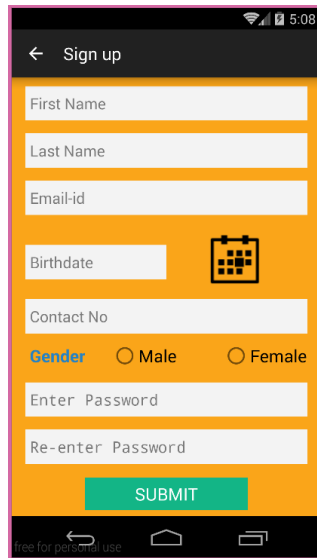 5:08
Sign up
First Name
Last Name
Email-id
Birthdate
Contact No
Gender Male Female
Enter Password
Re-enter Password
SUBMIT
free for personal use